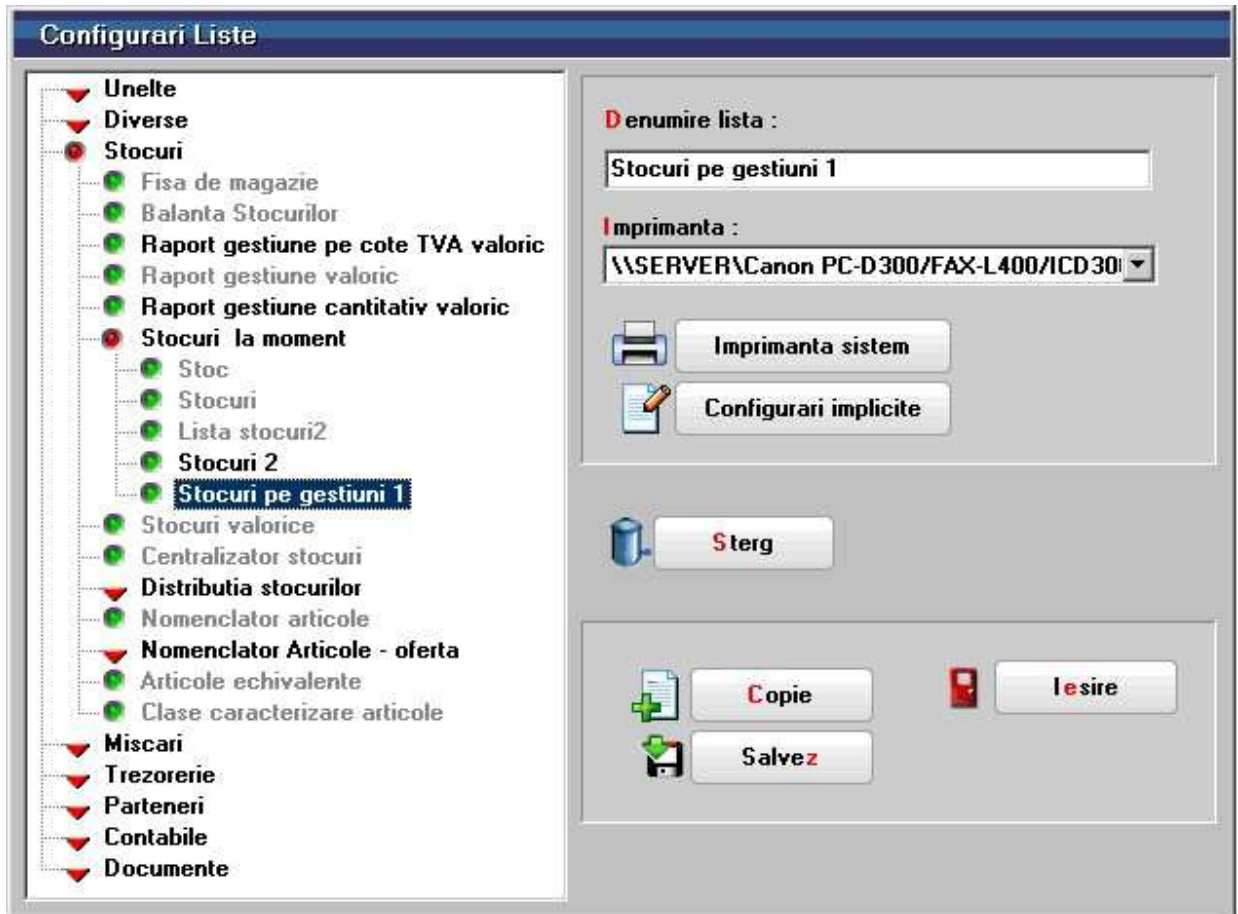 Configurari Liste
Unelte
Diverse
Stocuri
Fisa de magazie
Balanta Stocurilor
Raport gestiune pe cote TVA valoric
Raport gestiune valoric
Raport gestiune cantitativ valoric
Stocuri la moment
Stoc
Stocuri
Lista stocuri2
Stocuri 2
Stocuri pe gestiuni 1
Stocuri valorice
Centralizator stocuri
Distributia stocurilor
Nomenclator articole
Nomenclator Articole - oferta
Articole echivalente
Clase caracterizare articole
Miscari
Trezorerie
Parteneri
Contabile
Documente
Denumire lista :
Stocuri pe gestiuni 1
Imprimanta :
\\SERVER\Canon PC-D300/FAX-L400/ICD30
Imprimanta sistem
Configurari implicite
Sterg
Copie
Iesire
Salvez